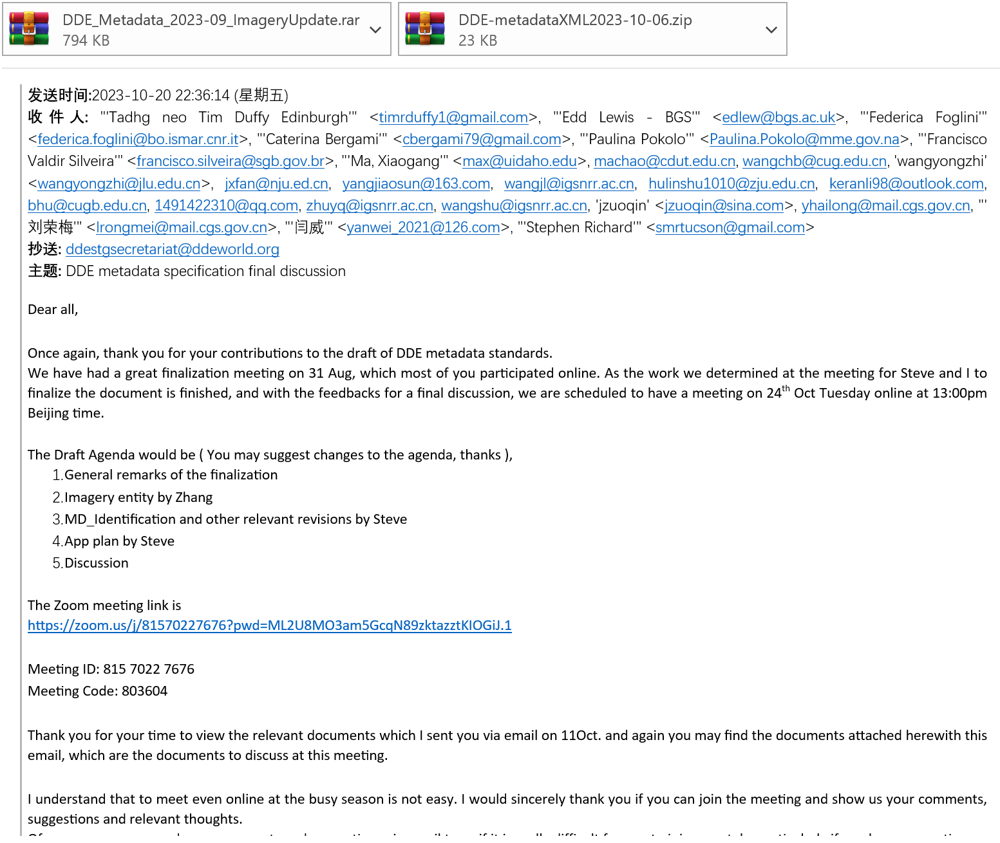 DDE_Metadata_2023-09_ImageryUpdate.rar
794 KB
DDE-metadataXML2023-10-06.zip
23 KB
发送时间:2023-10-20 22:36:14 (星期五)
收 件 人: "'Tadhg neo Tim Duffy Edinburgh'" <timrduffy1@gmail.com>, "'Edd Lewis - BGS'" <edlew@bgs.ac.uk>, "'Federica Foglini'"
<federica.foglini@bo.ismar.cnr.it>, "'Caterina Bergami'" <cbergami79@gmail.com>, "'Paulina Pokolo'" <Paulina.Pokolo@mme.gov.na>, "'Francisco
Valdir Silveira'" <francisco.silveira@sgb.gov.br>, "'Ma, Xiaogang'" <max@uidaho.edu>, machao@cdut.edu.cn, wangchb@cug.edu.cn, 'wangyongzhi'
<wangyongzhi@jlu.edu.cn>, jxfan@nju.ed.cn, yangjiaosun@163.com, wangjl@igsnrr.ac.cn, hulinshu1010@zju.edu.cn, keranli98@outlook.com,
bhu@cugb.edu.cn, 1491422310@qq.com, zhuyq@igsnrr.ac.cn, wangshu@igsnrr.ac.cn, 'jzuoqin' <jzuoqin@sina.com>, yhailong@mail.cgs.gov.cn, "'
刘荣梅'" <lrongmei@mail.cgs.gov.cn>, "'闫威'" <yanwei_2021@126.com>, "'Stephen Richard'" <smrtucson@gmail.com>
抄送: ddestgsecretariat@ddeworld.org
主题: DDE metadata specification final discussion
Dear all,
Once again, thank you for your contributions to the draft of DDE metadata standards.
We have had a great finalization meeting on 31 Aug, which most of you participated online. As the work we determined at the meeting for Steve and I to
finalize the document is finished, and with the feedbacks for a final discussion, we are scheduled to have a meeting on 24th Oct Tuesday online at 13:00pm
Beijing time.
The Draft Agenda would be ( You may suggest changes to the agenda, thanks ),
1.General remarks of the finalization
2.Imagery entity by Zhang
3.MD_Identification and other relevant revisions by Steve
4.App plan by Steve
5.Discussion
The Zoom meeting link is
https://zoom.us/j/81570227676?pwd=ML2U8MO3am5GcqN89zktazztKIOGiJ.1
Meeting ID: 815 7022 7676
Meeting Code: 803604
Thank you for your time to view the relevant documents which I sent you via email on 11Oct. and again you may find the documents attached herewith this
email, which are the documents to discuss at this meeting.
I understand that to meet even online at the busy season is not easy. I would sincerely thank you if you can join the meeting and show us your comments,
suggestions and relevant thoughts.